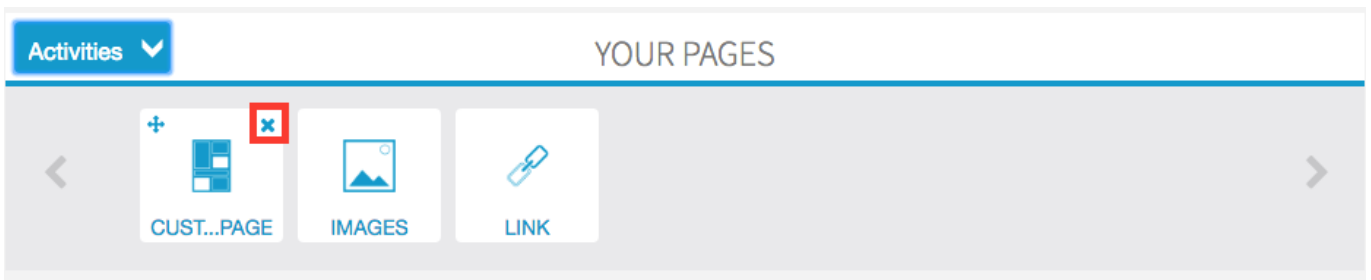 Activities
YOUR PAGES
CUST...PAGE
IMAGES
LINK